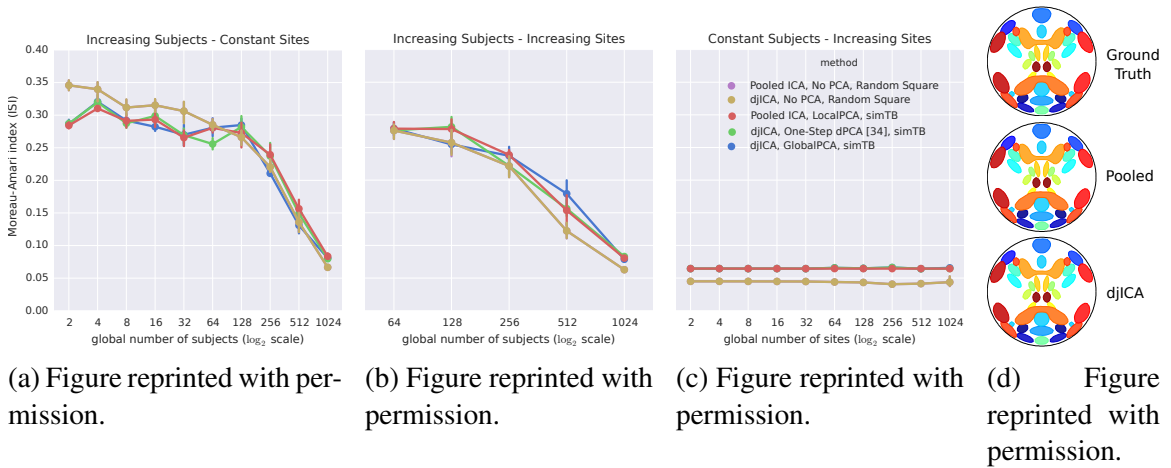 Increasing Subjects - Constant Sites
Moreau-Amari index (ISI)
0.40
0.35
0.30
0.25
0.20
0.15
0.10
0.05
0.00
2 4 8 16 32 64 128 256 512 1024
global number of subjects (log₂ scale)
Increasing Subjects - Increasing Sites
64 128 256 512 1024
global number of subjects (log₂ scale)
Constant Subjects - Increasing Sites
method
Pooled ICA, No PCA, Random Square
djICA, No PCA, Random Square
Pooled ICA, LocalPCA, simTB
djICA, One-Step dPCA [34], simTB
djICA, GlobalPCA, simTB
2 4 8 16 32 64 128 256 512 1024
global number of sites (log₂ scale)
Ground
Truth
Pooled
djICA
(a) Figure reprinted with per-
mission.
(b) Figure reprinted with
permission.
(c) Figure reprinted with
permission.
(d) Figure
reprinted with
permission.